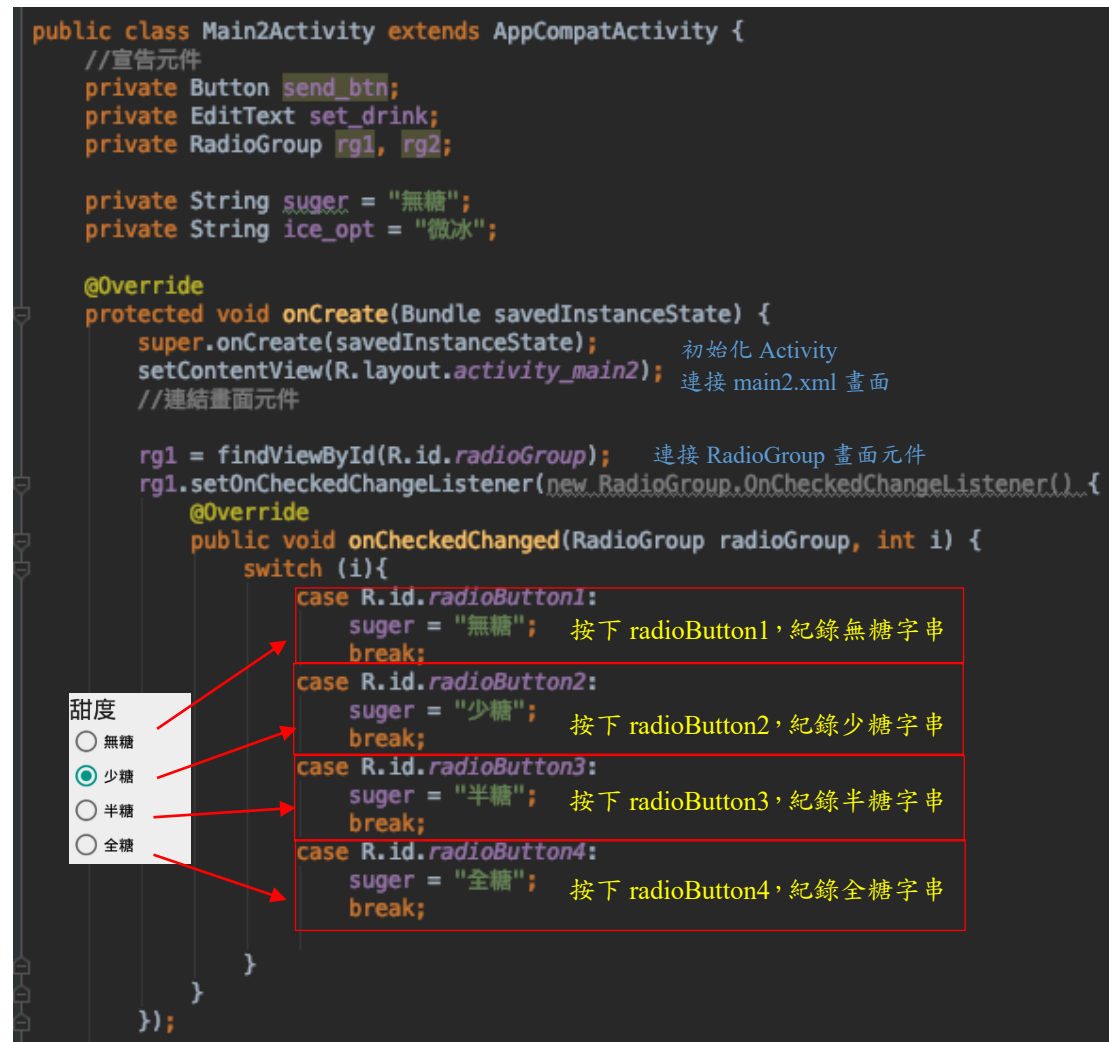 public class Main2Activity extends AppCompatActivity {
//宣告元件
private Button send_btn;
private EditText set_drink;
private RadioGroup rg1, rg2;
private String suger = "無糖";
private String ice_opt = "微冰";
@Override
protected void onCreate(Bundle savedInstanceState) {
super.onCreate(savedInstanceState); 初始化 Activity
setContentView(R.layout.activity_main2); 連接 main2.xml 畫面
//連結畫面元件
rg1 = findViewById(R.id.radioGroup); 連接 RadioGroup 畫面元件
rg1.setOnCheckedChangeListener(new RadioGroup.OnCheckedChangeListener() {
@Override
public void onCheckedChanged(RadioGroup radioGroup, int i) {
switch (i){
case R.id.radioButton1:
suger = "無糖"; 按下 radioButton1，紀錄無糖字串
break;
case R.id.radioButton2:
suger = "少糖"; 按下 radioButton2，紀錄少糖字串
break;
case R.id.radioButton3:
suger = "半糖"; 按下 radioButton3，紀錄半糖字串
break;
case R.id.radioButton4:
suger = "全糖"; 按下 radioButton4，紀錄全糖字串
break;
}
}
});
甜度
無糖
少糖
半糖
全糖